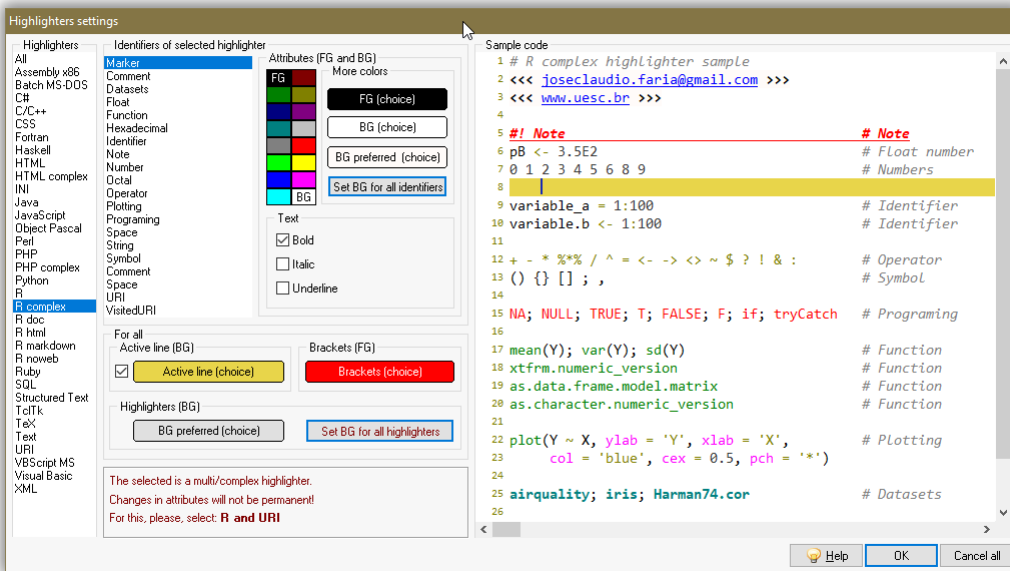 Highlighters settings
Highlighters
All
Assembly x86
Batch MS-DOS
C#
C/C++
CSS
Fortran
Haskell
HTML
HTML complex
INI
Java
JavaScript
Object Pascal
Perl
PHP
PHP complex
Python
R
R complex
R doc
R html
R markdown
R noweb
Ruby
SQL
Structured Text
TclTk
TeX
Text
URI
VBScript MS
Visual Basic
XML
Identifiers of selected highlighter
Marker
Comment
Datasets
Float
Function
Hexadecimal
Identifier
Note
Number
Octal
Operator
Plotting
Programing
Space
String
Symbol
Comment
Space
URI
VisitedURI
Attributes (FG and BG)
FG
BG
More colors
FG (choice)
BG (choice)
BG preferred (choice)
Set BG for all identifiers
Text
Bold
Italic
Underline
For all
Active line (BG)
Active line (choice)
Brackets (FG)
Brackets (choice)
Highlighters (BG)
BG preferred (choice)
Set BG for all highlighters
The selected is a multi/complex highlighter.
Changes in attributes will not be permanent!
For this, please, select: R and URI
Sample code
1 # R complex highlighter sample
2 <<< joseclaudio.faria@gmail.com >>>
3 <<< www.uesc.br >>>
4
5 #! Note # Note
6 pB <- 3.5E2 # Float number
7 0 1 2 3 4 5 6 8 9 # Numbers
8
9 variable_a = 1:100 # Identifier
10 variable.b <- 1:100 # Identifier
11
12 + - * %*% / ^ = <- -> <> ~ $ ? ! & : # Operator
13 () {} [] ; , # Symbol
14
15 NA; NULL; TRUE; T; FALSE; F; if; tryCatch # Programing
16
17 mean(Y); var(Y); sd(Y) # Function
18 xtfrm.numeric_version # Function
19 as.data.frame.model.matrix # Function
20 as.character.numeric_version # Function
21
22 plot(Y ~ X, ylab = 'Y', xlab = 'X', # Plotting
23 col = 'blue', cex = 0.5, pch = '*')
24
25 airquality; iris; Harman74.cor # Datasets
26
Help
OK
Cancel all